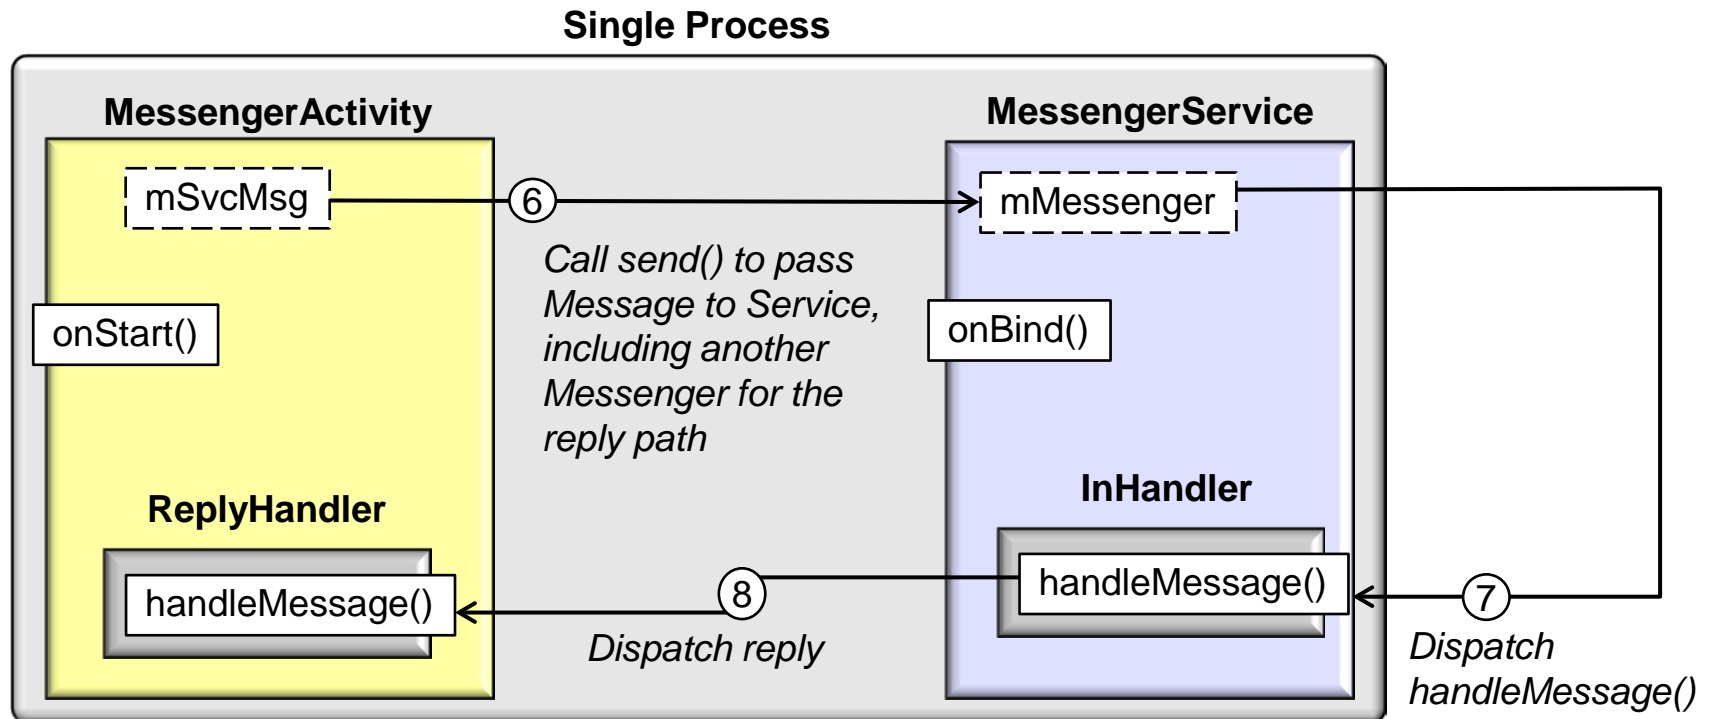 Single Process
MessengerActivity
MessengerService
mSvcMsg
6
mMessenger
Call send() to pass
Message to Service,
including another
Messenger for the
reply path
onStart()
onBind()
ReplyHandler
InHandler
handleMessage()
8
handleMessage()
7
Dispatch reply
Dispatch
handleMessage()